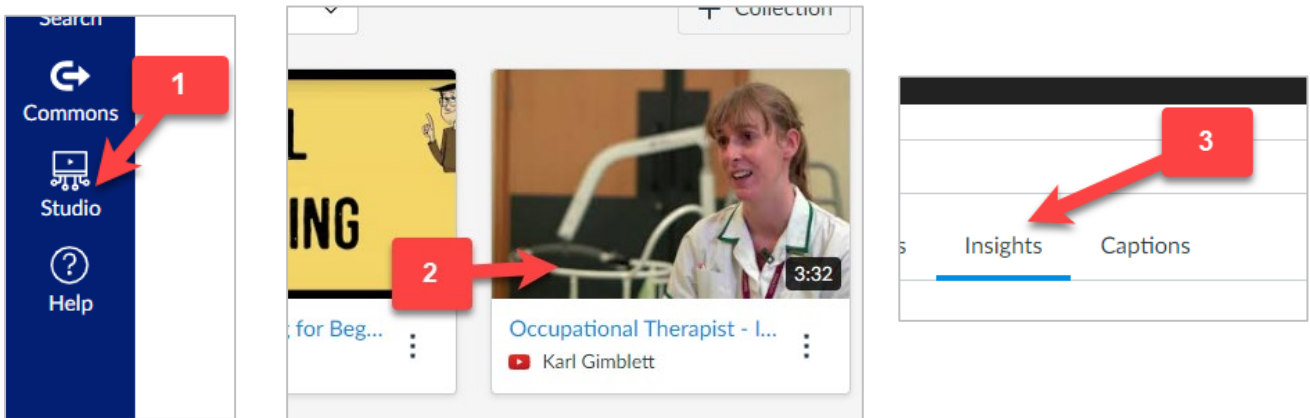 Search
Commons
1
Studio
Help
+ Collection
L
ING
2
3:32
for Beg...
Occupational Therapist - I...
Karl Gimblett
3
s
Insights
Captions